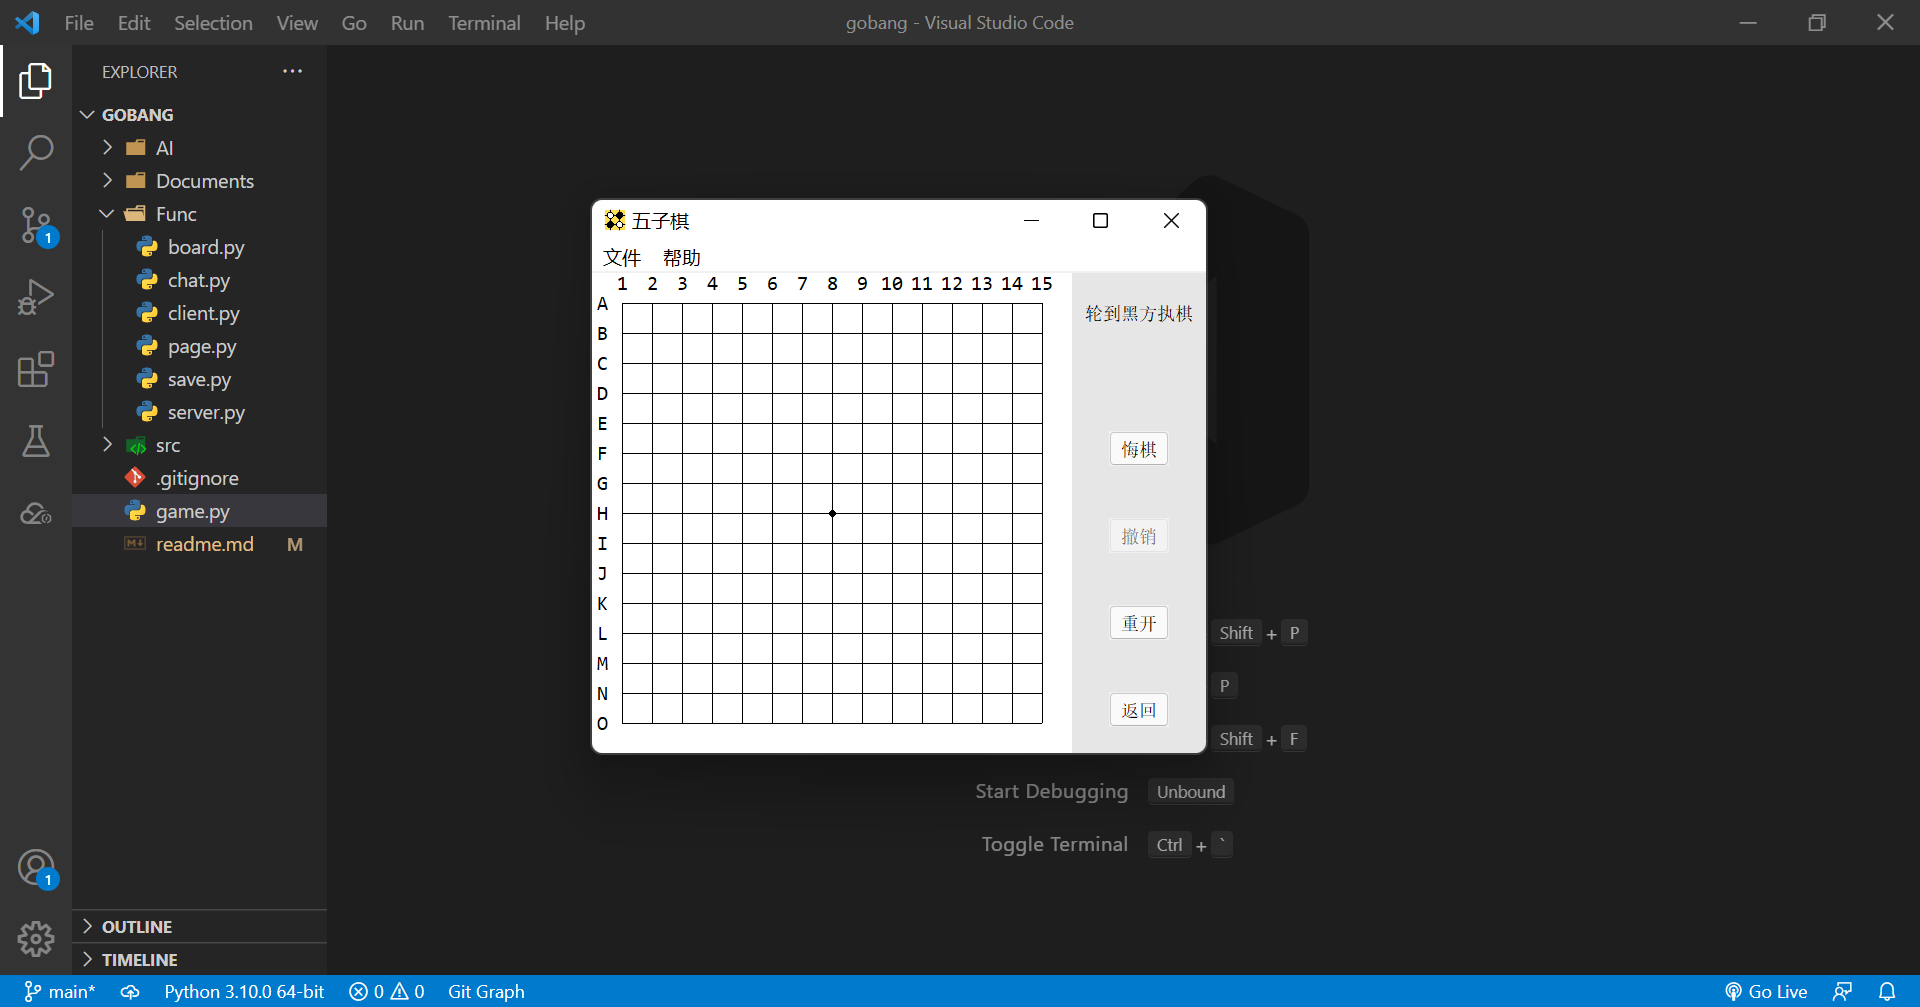 File Edit Selection View Go Run Terminal Help
gobang - Visual Studio Code
EXPLORER
GOBANG
AI
Documents
Func
board.py
chat.py
client.py
page.py
save.py
server.py
src
.gitignore
game.py
readme.md M
OUTLINE
TIMELINE
1
1
五子棋
文件 帮助
1 2 3 4 5 6 7 8 9 10 11 12 13 14 15
A
B
C
D
E
F
G
H
I
J
K
L
M
N
O
轮到黑方执棋
悔棋
撤销
重开
返回
Shift + P
P
Shift + F
Start Debugging Unbound
Toggle Terminal Ctrl + `
main* Python 3.10.0 64-bit 0 0 Git Graph Go Live